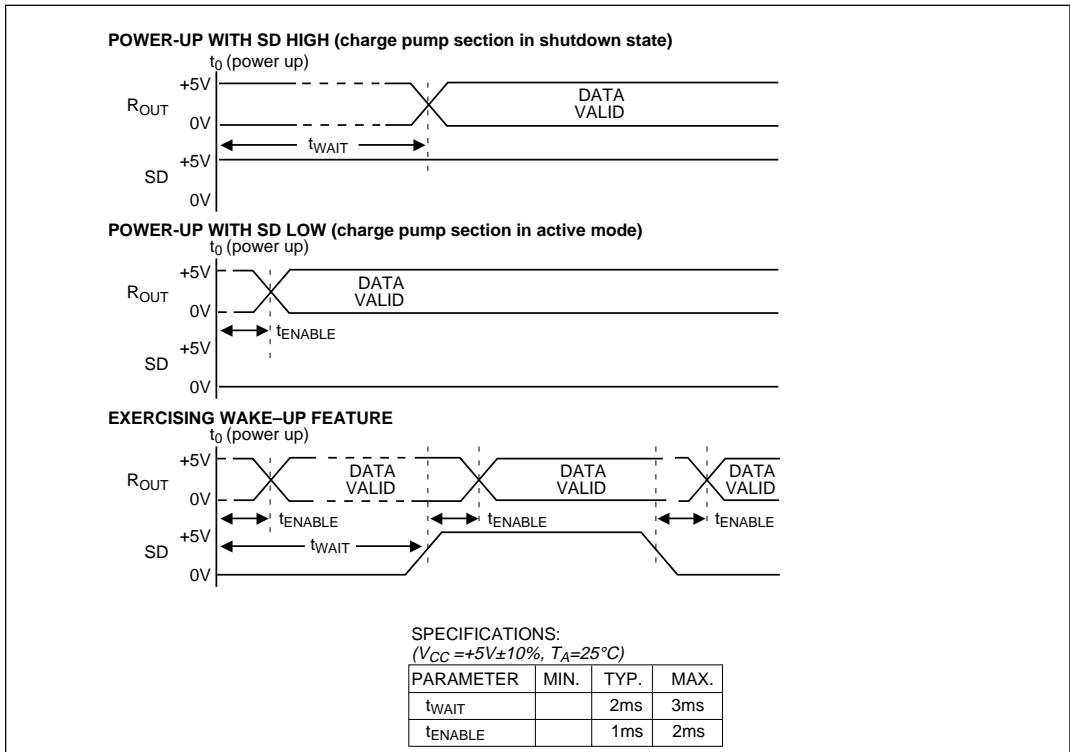 POWER-UP WITH SD HIGH (charge pump section in shutdown state)
t0 (power up)
+5V
ROUT
0V
DATA
VALID
tWAIT
+5V
SD
0V
POWER-UP WITH SD LOW (charge pump section in active mode)
t0 (power up)
+5V
ROUT
0V
DATA
VALID
tENABLE
+5V
SD
0V
EXERCISING WAKE–UP FEATURE
t0 (power up)
+5V
ROUT
0V
DATA DATA DATA
VALID VALID VALID
tENABLE tENABLE tENABLE
+5V
SD
0V
tWAIT
SPECIFICATIONS:
(VCC =+5V±10%, TA=25°C)
PARAMETER MIN. TYP. MAX.
tWAIT 2ms 3ms
tENABLE 1ms 2ms